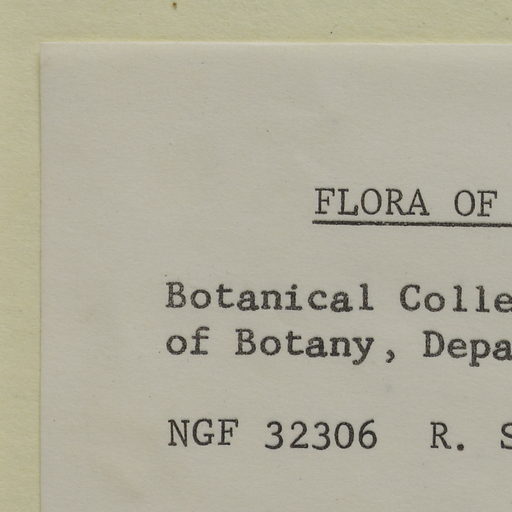 FLORA OF
Botanical Colle
of Botany, Depa
NGF 32306 R. S